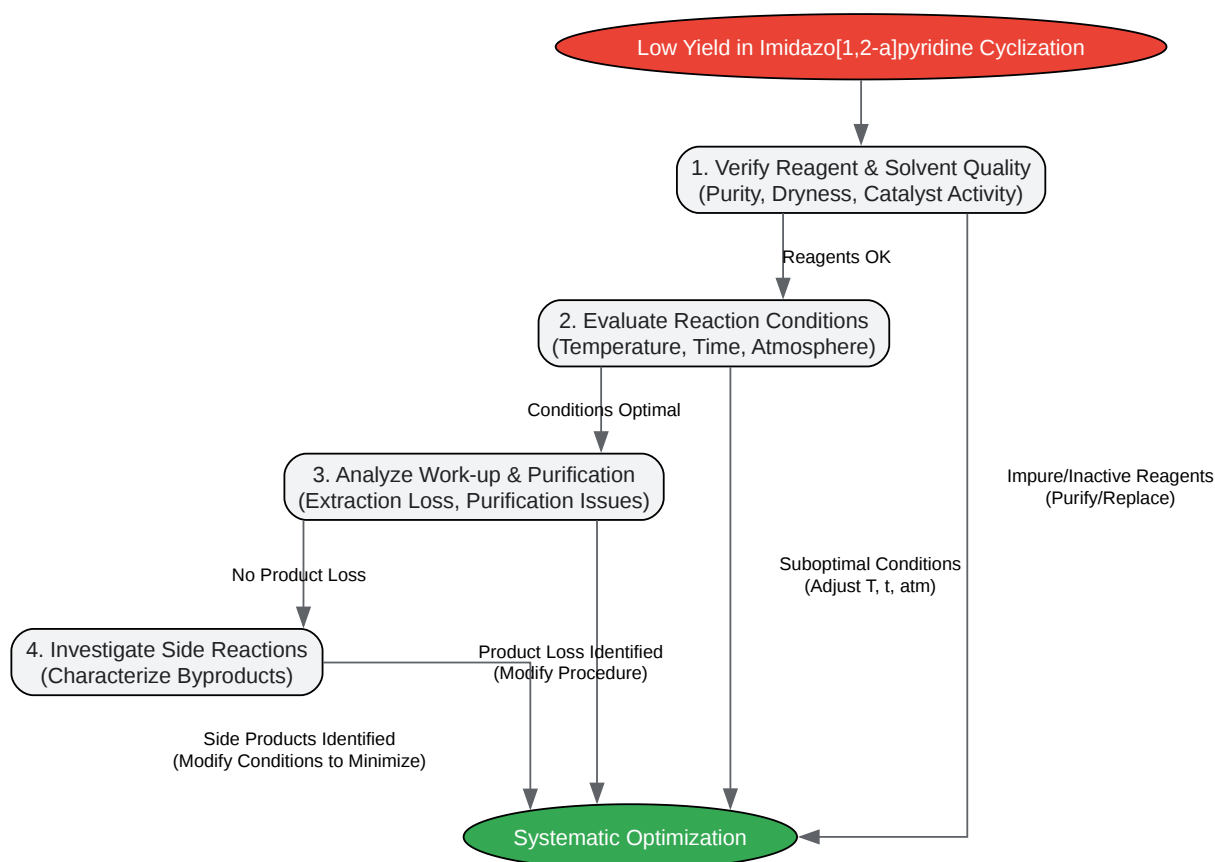 Low Yield in Imidazo[1,2-a]pyridine Cyclization
1. Verify Reagent & Solvent Quality
(Purity, Dryness, Catalyst Activity)
Reagents OK
2. Evaluate Reaction Conditions
(Temperature, Time, Atmosphere)
Conditions Optimal
3. Analyze Work-up & Purification
(Extraction Loss, Purification Issues)
Impure/Inactive Reagents
(Purify/Replace)
No Product Loss
Suboptimal Conditions
(Adjust T, t, atm)
4. Investigate Side Reactions
(Characterize Byproducts)
Product Loss Identified
(Modify Procedure)
Side Products Identified
(Modify Conditions to Minimize)
Systematic Optimization